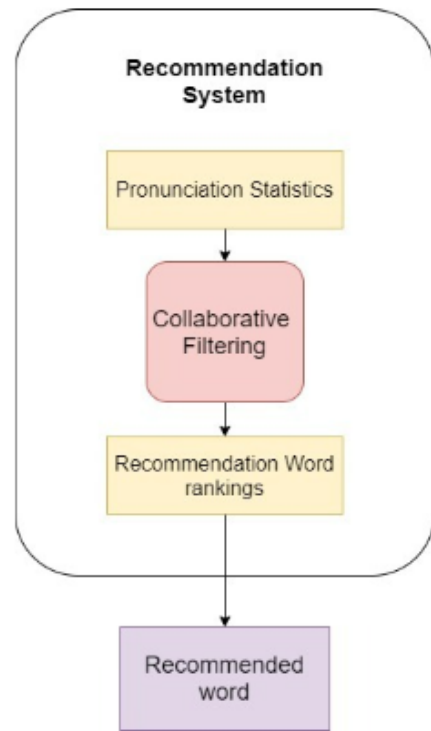 Recommendation
System
Pronunciation Statistics
Collaborative
Filtering
Recommendation Word
rankings
Recommended
word